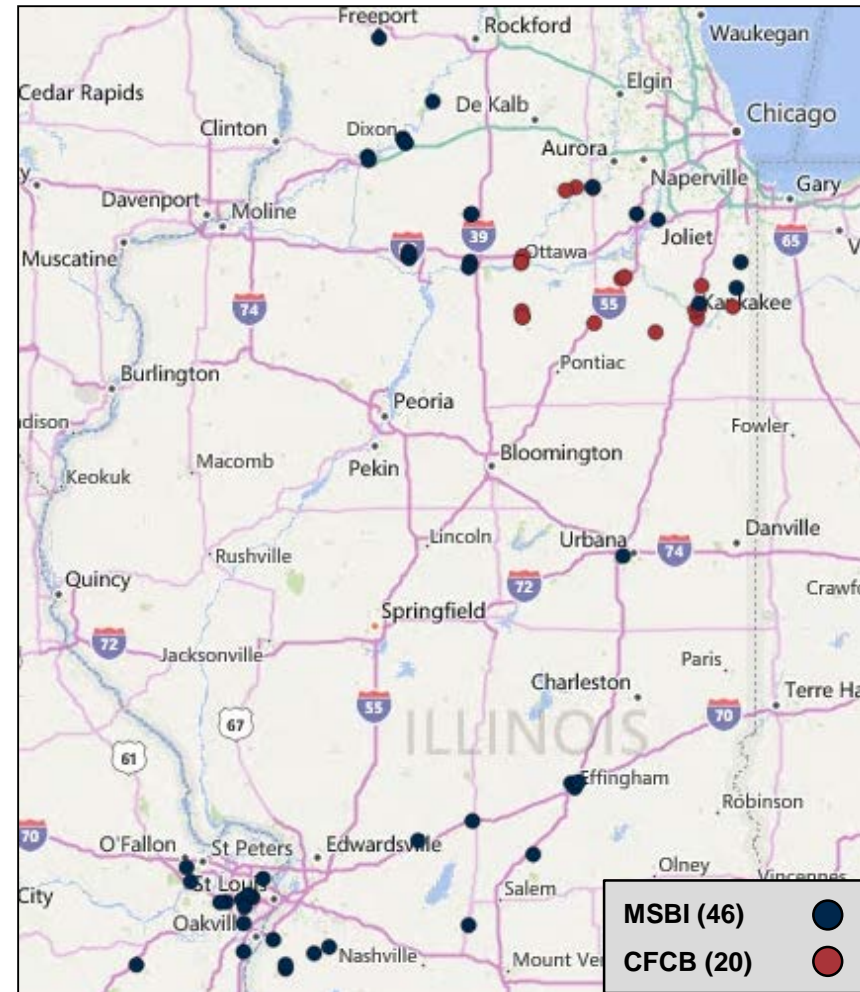 Freeport
Rockford
Waukegan
Cedar Rapids
Elgin
De Kalb
Chicago
Clinton
Dixon
Aurora
Naperville
Gary
Davenport
Moline
39
Joliet
65
Muscatine
Ottawa
55
Kankakee
74
Pontiac
Burlington
Peoria
Fowler
Bloomington
Macomb
Pekin
Keokuk
Lincoln
Urbana
74
Danville
Rushville
72
Quincy
Springfield
72
Jacksonville
Paris
Charleston
Terre Ha
55
67
70
ILLINOIS
61
Effingham
Robinson
70
O'Fallon
St Peters
Edwardsville
Olney
Vincennes
City
St Louis
Salem
Oakville
Nashville
Mount Ver
MSBI (46)
CFCB (20)